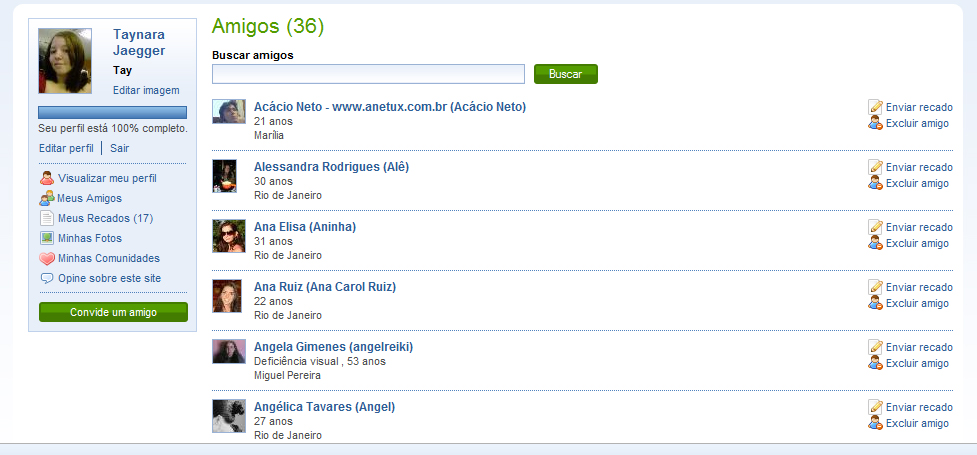 Taynara
Jaegger
Tay
Editar imagem
Seu perfil está 100% completo.
Editar perfil | Sair
Visualizar meu perfil
Meus Amigos
Meus Recados (17)
Minhas Fotos
Minhas Comunidades
Opine sobre este site
Convide um amigo
Amigos (36)
Buscar amigos
Buscar
Acácio Neto - www.anetux.com.br (Acácio Neto)
21 anos
Marília
Enviar recado
Excluir amigo
Alessandra Rodrigues (Alê)
30 anos
Rio de Janeiro
Enviar recado
Excluir amigo
Ana Elisa (Aninha)
31 anos
Rio de Janeiro
Enviar recado
Excluir amigo
Ana Ruiz (Ana Carol Ruiz)
22 anos
Rio de Janeiro
Enviar recado
Excluir amigo
Angela Gimenes (angelreiki)
Deficiência visual , 53 anos
Miguel Pereira
Enviar recado
Excluir amigo
Angélica Tavares (Angel)
27 anos
Rio de Janeiro
Enviar recado
Excluir amigo